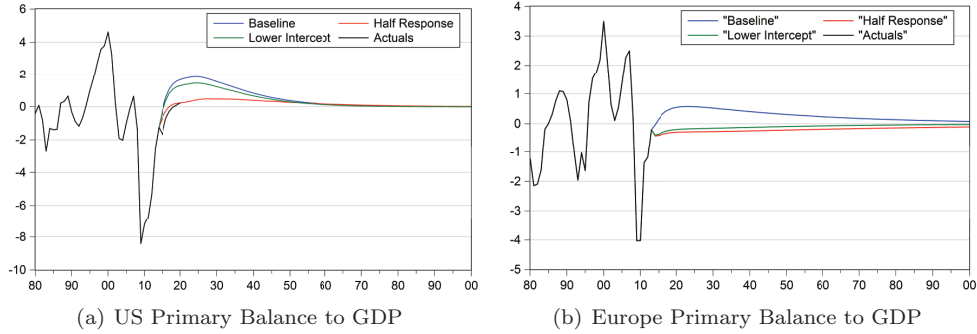 Baseline Half Response
Lower Intercept Actuals
6
4
2
0
-2
-4
-6
-8
-10
80 90 00 10 20 30 40 50 60 70 80 90 00
(a) US Primary Balance to GDP
"Baseline" "Half Response"
"Lower Intercept" "Actuals"
4
3
2
1
0
-1
-2
-3
-4
-5
80 90 00 10 20 30 40 50 60 70 80 90 00
(b) Europe Primary Balance to GDP